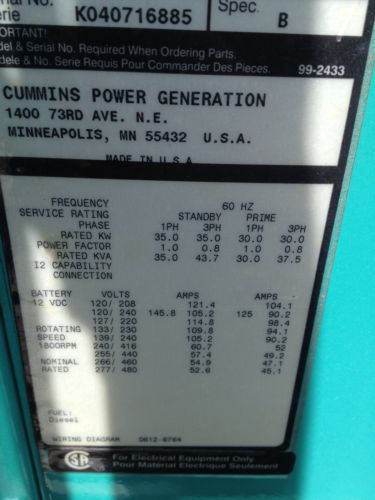 rial No.
érie K040716885 Spec. B
PORTANT!
del & Serial No. Required When Ordering Parts.
dèle & No. Serie Requis Pour Commander Des Pieces. 99-2433
CUMMINS POWER GENERATION
1400 73RD AVE. N.E.
MINNEAPOLIS, MN 55432 U.S.A.
MADE IN U.S.A.
FREQUENCY 60 HZ
SERVICE RATING STANDBY PRIME
PHASE 1PH 3PH 1PH 3PH
RATED KW 35.0 35.0 30.0 30.0
POWER FACTOR 1.0 0.8 1.0 0.8
RATED KVA 35.0 43.7 30.0 37.5
I2 CAPABILITY
CONNECTION
BATTERY VOLTS AMPS AMPS
12 VDC 120/ 208 121.4 104.1
120/ 240 145.8 105.2 125 90.2
127/ 220 114.8 98.4
ROTATING 133/ 230 109.8 94.1
SPEED 139/ 240 105.2 90.2
1800RPM 240/ 416 60.7 52
255/ 440 57.4 49.2
NOMINAL 266/ 460 54.9 47.1
RATED 277/ 480 52.6 45.1
FUEL:
Diesel
WIRING DIAGRAM 0612-6764
For Electrical Equipment Only
Pour Material Electrique Seulement